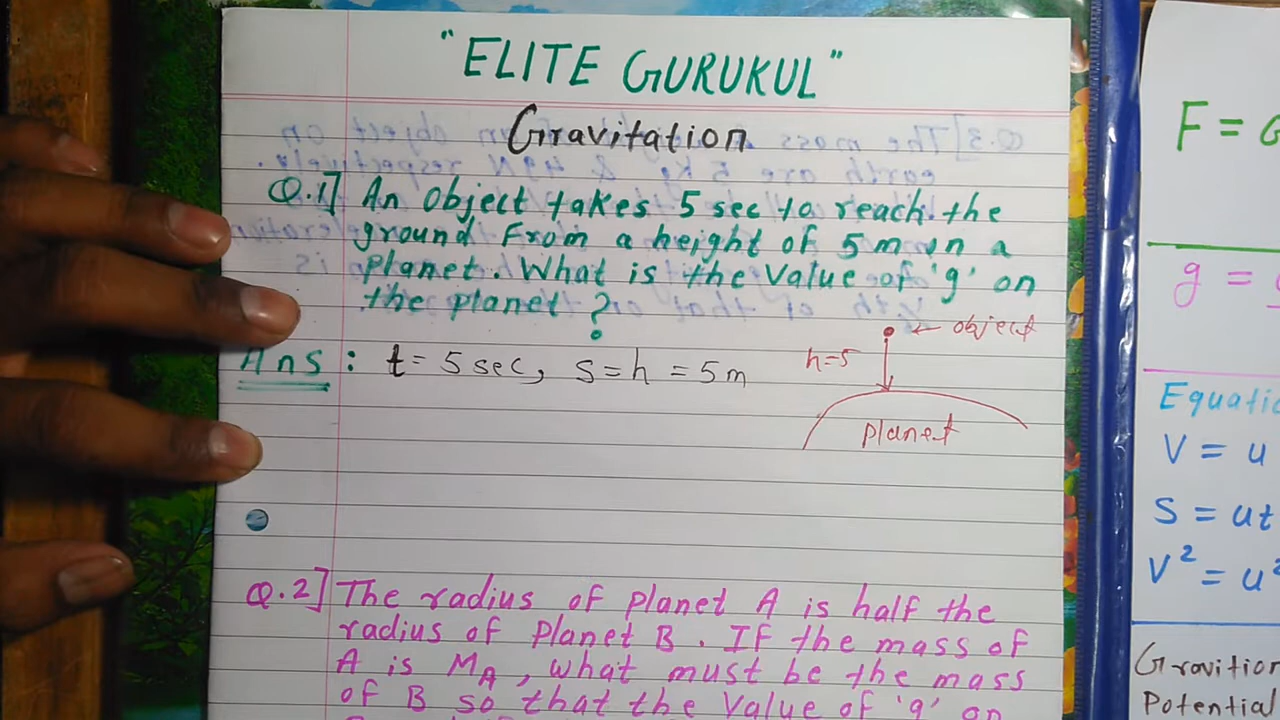 "ELITE GURUKUL"
Gravitation
Q.1] An object takes 5 sec to reach the
ground From a height of 5 m on a
planet. What is the value of 'g' on
the planet ?
← object
h=5
planet
Ans : t = 5 sec, s = h = 5m
Q.2] The radius of planet A is half the
radius of Planet B. If the mass of
A is MA, what must be the mass
of B so that the value of 'g' on
F =
g =
Equatio
V = u
S = ut
V² = u²
Gravition
Potential